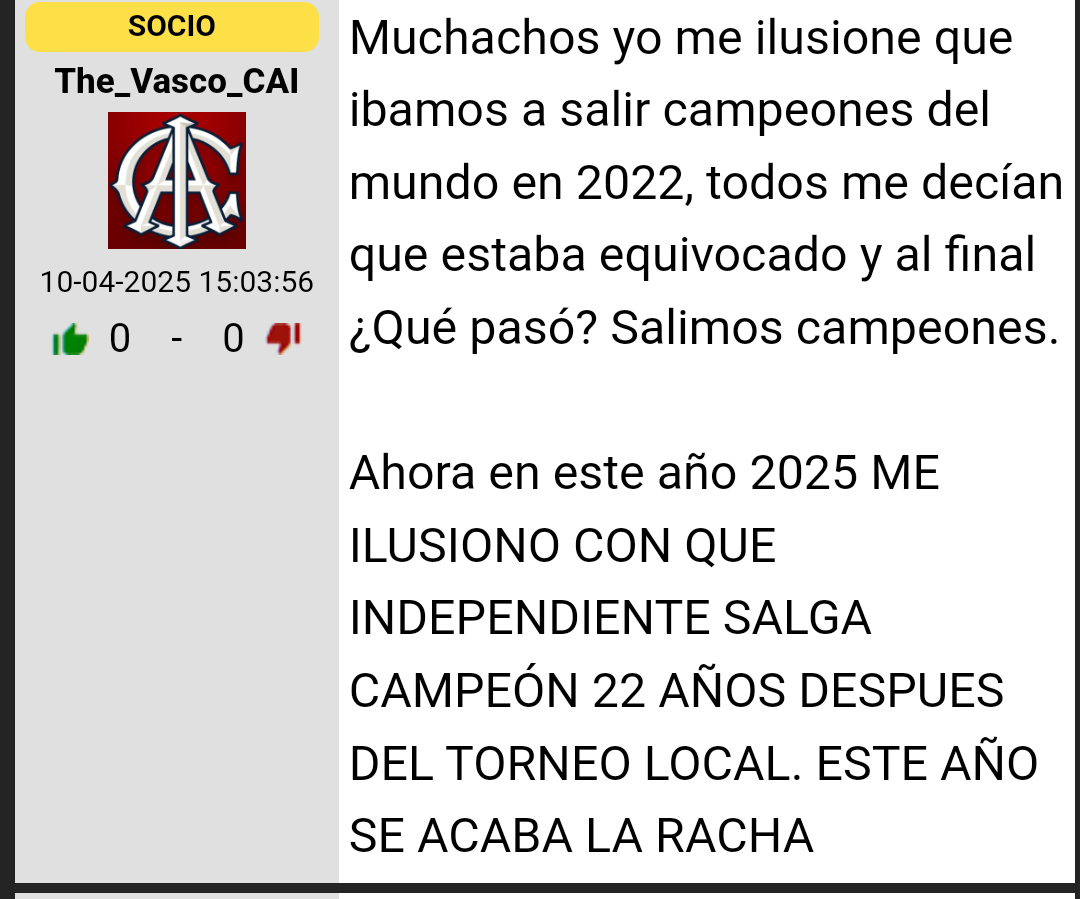 SOCIO
The_Vasco_CAI
CAI
10-04-2025 15:03:56
0 - 0
Muchachos yo me ilusione que
ibamos a salir campeones del
mundo en 2022, todos me decían
que estaba equivocado y al final
¿Qué pasó? Salimos campeones.
Ahora en este año 2025 ME
ILUSIONO CON QUE
INDEPENDIENTE SALGA
CAMPEÓN 22 AÑOS DESPUES
DEL TORNEO LOCAL. ESTE AÑO
SE ACABA LA RACHA